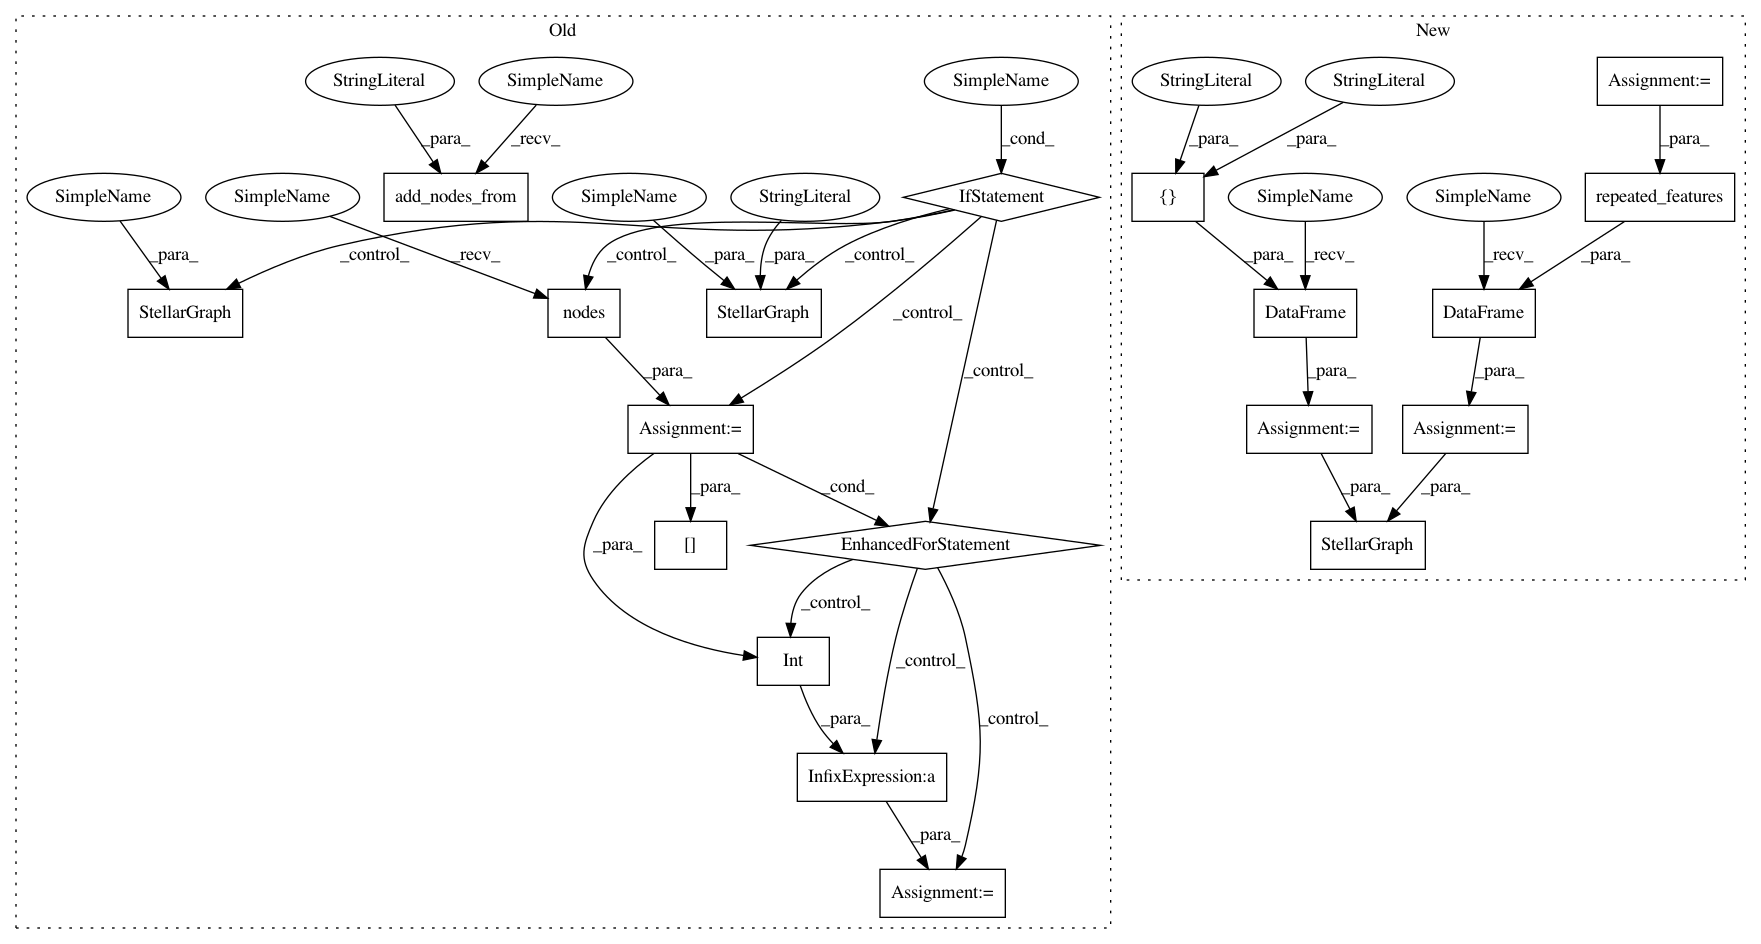 Old
New
StringLiteral
SimpleName
SimpleName
StringLiteral
StringLiteral
Assignment:=
_para_
_recv_
_cond_
_para_
_para_
_para_
SimpleName
SimpleName
add_nodes_from
SimpleName
StringLiteral
IfStatement
{}
SimpleName
SimpleName
repeated_features
_para_
_control_
_recv_
_control_
_para_
_para_
_control_
_para_
_recv_
_recv_
_para_
StellarGraph
nodes
StellarGraph
_control_
DataFrame
DataFrame
_para_
_control_
_para_
_para_
Assignment:=
Assignment:=
Assignment:=
_para_
_cond_
_para_
_para_
_para_
[]
EnhancedForStatement
StellarGraph
_control_
Int
_control_
_para_
_control_
InfixExpression:a
_para_
Assignment:=